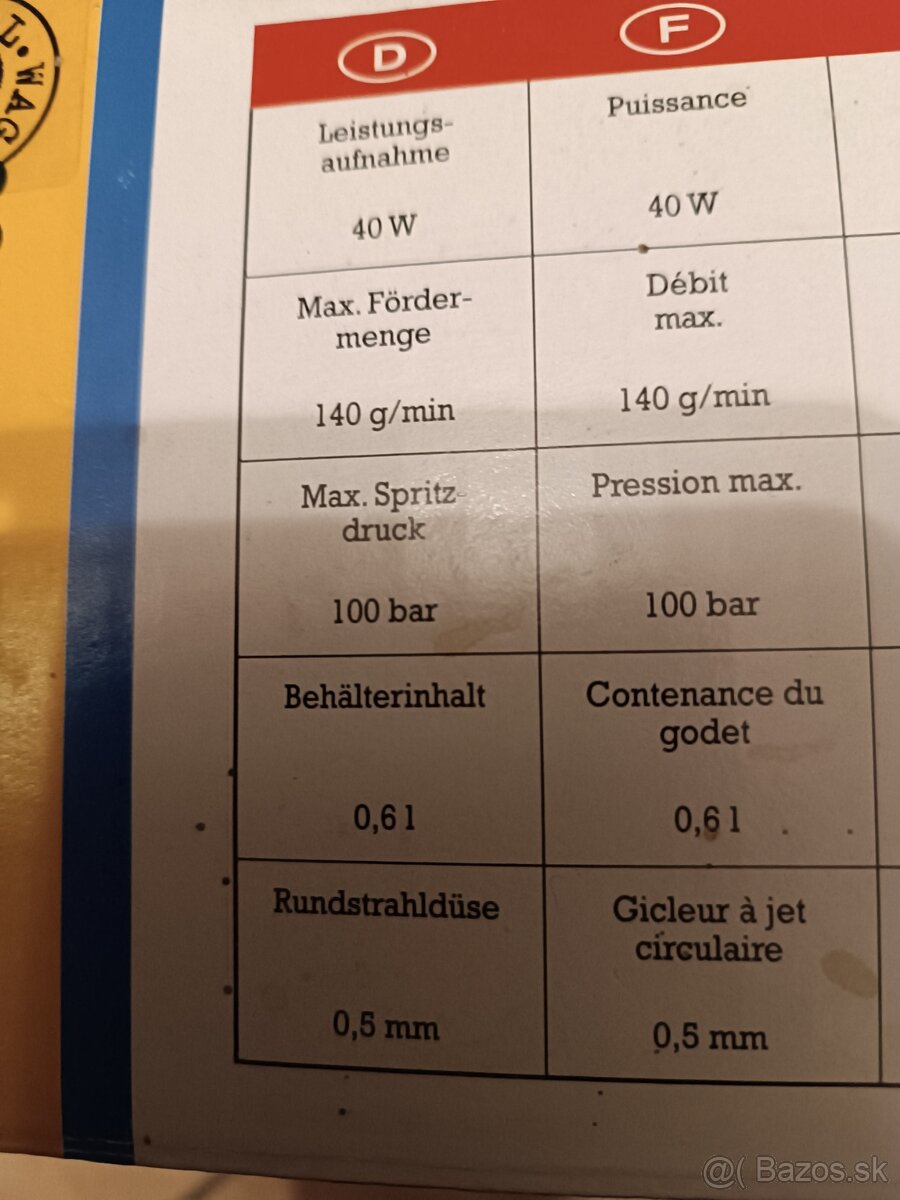 L.WAG
D
F
Leistungs-
aufnahme
40 W
Puissance
40 W
Max. Förder-
menge
140 g/min
Débit
max.
140 g/min
Max. Spritz-
druck
100 bar
Pression max.
100 bar
Behälterinhalt
0,6 l
Contenance du
godet
0,6 l
Rundstrahldüse
0,5 mm
Gicleur à jet
circulaire
0,5 mm
@( Bazos.sk